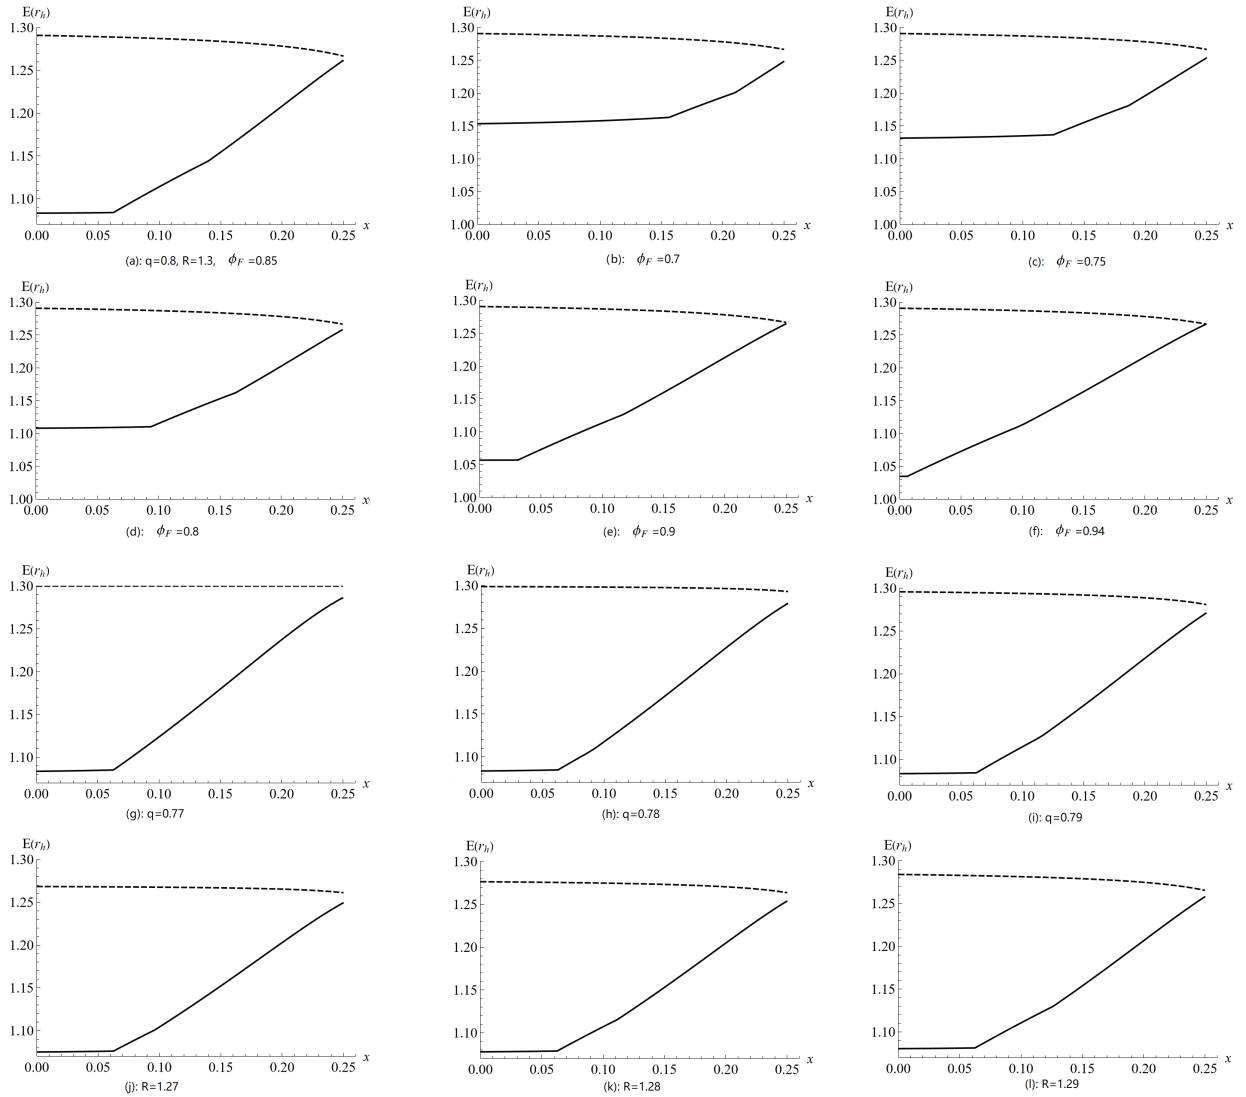 E(r_h)
1.30
1.25
1.20
1.15
1.10
0.00 0.05 0.10 0.15 0.20 0.25 x
(a): q=0.8, R=1.3, ϕ_F =0.85
E(r_h)
1.30
1.25
1.20
1.15
1.10
1.05
1.00
0.00 0.05 0.10 0.15 0.20 0.25 x
(b): ϕ_F =0.7
E(r_h)
1.30
1.25
1.20
1.15
1.10
1.05
1.00
0.00 0.05 0.10 0.15 0.20 0.25 x
(c): ϕ_F =0.75
E(r_h)
1.30
1.25
1.20
1.15
1.10
1.05
1.00
0.00 0.05 0.10 0.15 0.20 0.25 x
(d): ϕ_F =0.8
E(r_h)
1.30
1.25
1.20
1.15
1.10
1.05
1.00
0.00 0.05 0.10 0.15 0.20 0.25 x
(e): ϕ_F =0.9
E(r_h)
1.30
1.25
1.20
1.15
1.10
1.05
1.00
0.00 0.05 0.10 0.15 0.20 0.25 x
(f): ϕ_F =0.94
E(r_h)
1.30
1.25
1.20
1.15
1.10
0.00 0.05 0.10 0.15 0.20 0.25 x
(g): q=0.77
E(r_h)
1.30
1.25
1.20
1.15
1.10
0.00 0.05 0.10 0.15 0.20 0.25 x
(h): q=0.78
E(r_h)
1.30
1.25
1.20
1.15
1.10
0.00 0.05 0.10 0.15 0.20 0.25 x
(i): q=0.79
E(r_h)
1.30
1.25
1.20
1.15
1.10
0.00 0.05 0.10 0.15 0.20 0.25 x
(j): R=1.27
E(r_h)
1.30
1.25
1.20
1.15
1.10
0.00 0.05 0.10 0.15 0.20 0.25 x
(k): R=1.28
E(r_h)
1.30
1.25
1.20
1.15
1.10
0.00 0.05 0.10 0.15 0.20 0.25 x
(l): R=1.29